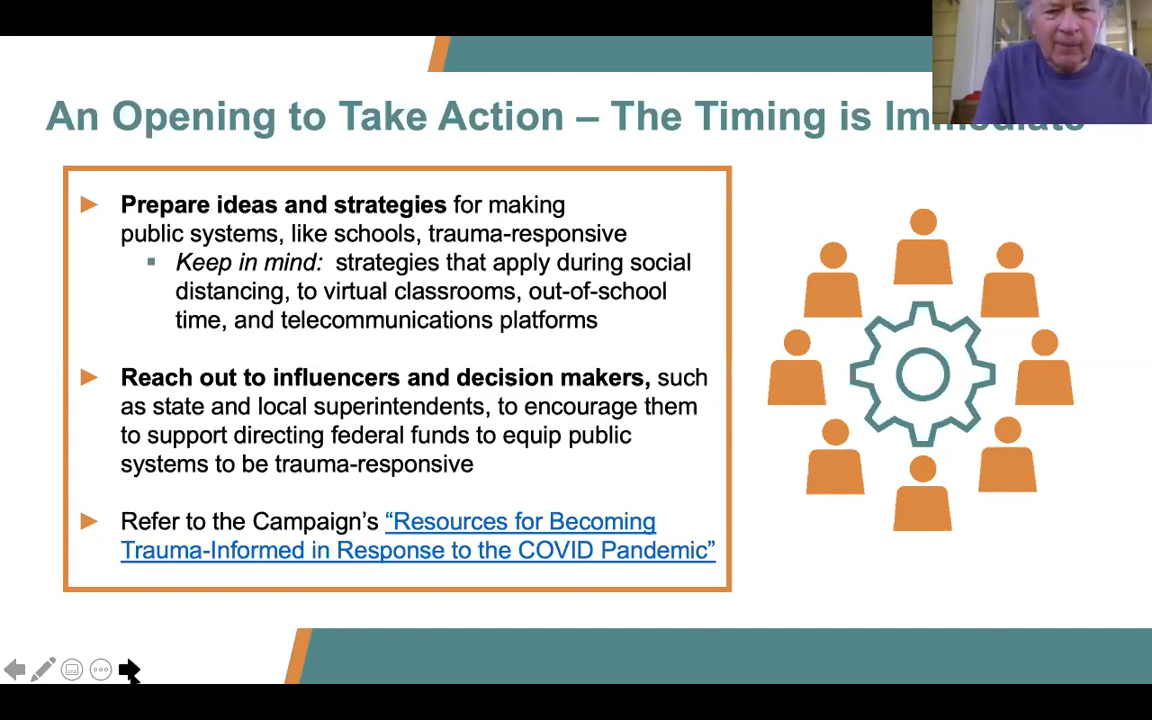 An Opening to Take Action – The Timing is Immediate
Prepare ideas and strategies for making
public systems, like schools, trauma-responsive
Keep in mind: strategies that apply during social
distancing, to virtual classrooms, out-of-school
time, and telecommunications platforms
Reach out to influencers and decision makers, such
as state and local superintendents, to encourage them
to support directing federal funds to equip public
systems to be trauma-responsive
Refer to the Campaign’s “Resources for Becoming
Trauma-Informed in Response to the COVID Pandemic”